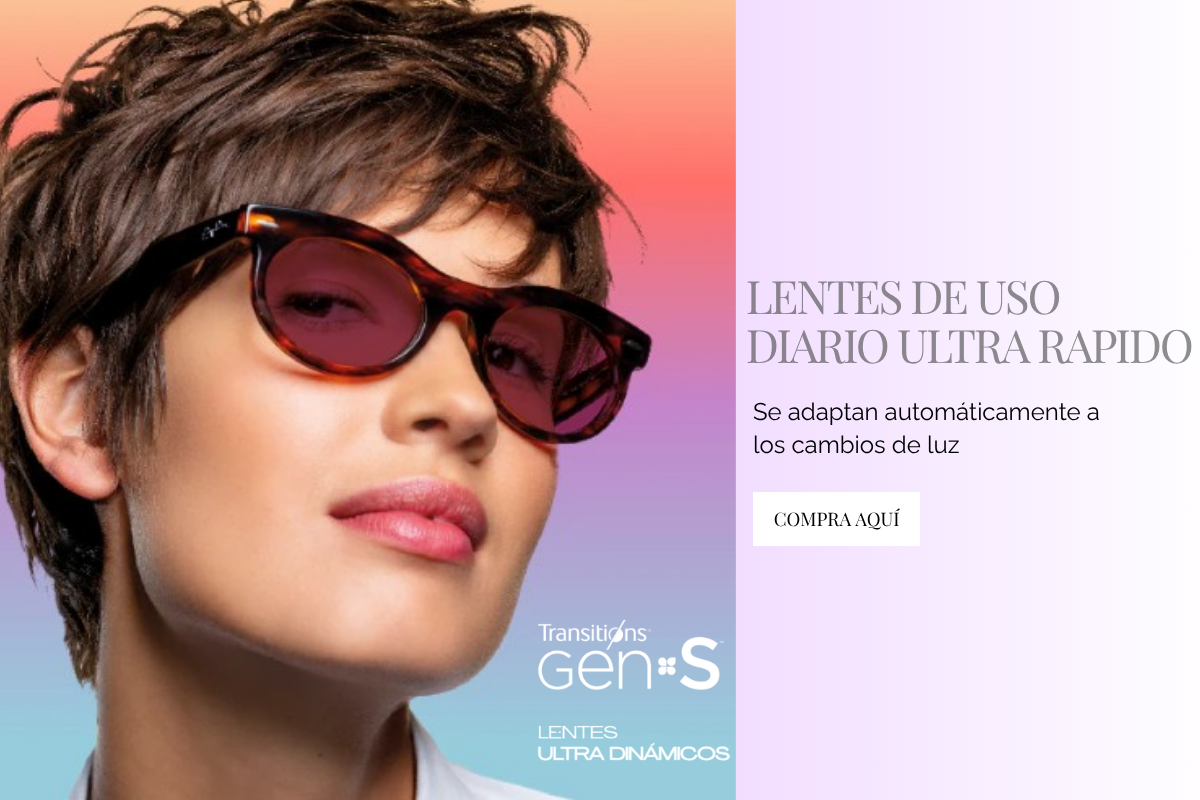 LENTES DE USO
DIARIO ULTRA RAPIDO
Se adaptan automáticamente a
los cambios de luz
COMPRA AQUÍ
Transitions
Gen S
LENTES
ULTRA DINÁMICOS